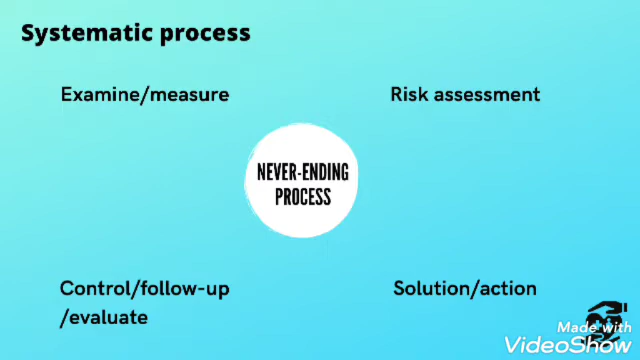 Systematic process
Examine/measure
Risk assessment
NEVER-ENDING
PROCESS
Control/follow-up
/evaluate
Solution/action
Made with
VideoShow